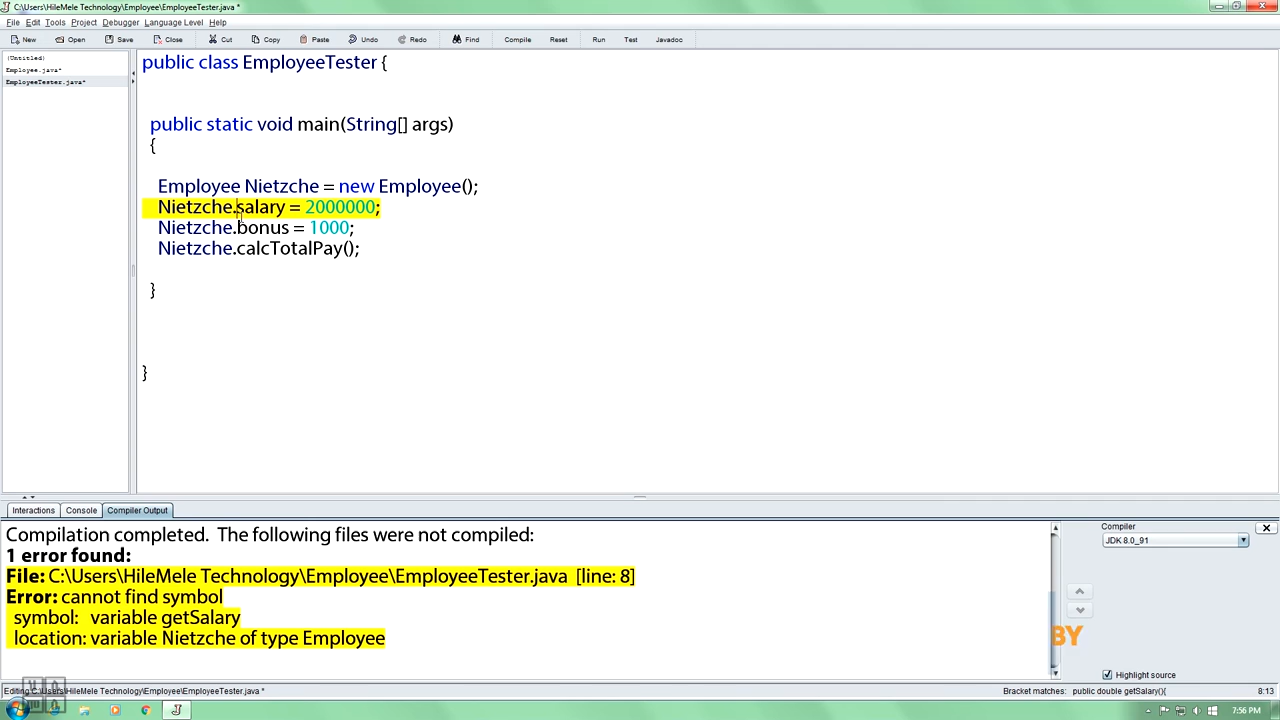 C:\Users\HileMele Technology\Employee\EmployeeTester.java *
File Edit Tools Project Debugger Language Level Help
New Open Save Close Cut Copy Paste Undo Redo Find Compile Reset Run Test Javadoc
(Untitled)
Employee.java*
EmployeeTester.java*
public class EmployeeTester {
public static void main(String[] args)
{
Employee Nietzche = new Employee();
Nietzche.salary = 2000000;
Nietzche.bonus = 1000;
Nietzche.calcTotalPay();
}
}
Interactions Console Compiler Output
Compilation completed. The following files were not compiled:
1 error found:
File: C:\Users\HileMele Technology\Employee\EmployeeTester.java [line: 8]
Error: cannot find symbol
symbol: variable getSalary
location: variable Nietzche of type Employee
Compiler
JDK 8.0_91
BY
Highlight source
Editing C:\Users\HileMele Technology\Employee\EmployeeTester.java *
Bracket matches: public double getSalary(){
8:13
7:56 PM